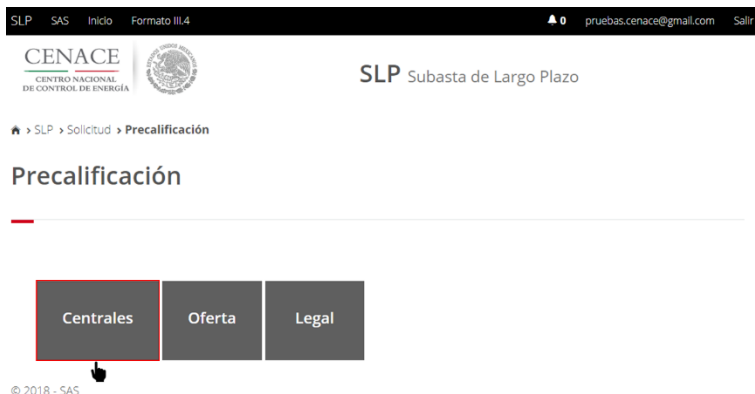 SLP SAS Inicio Formato III.4 0 pruebas.cenace@gmail.com Salir
CENACE
CENTRO NACIONAL
DE CONTROL DE ENERGÍA
SLP Subasta de Largo Plazo
> SLP > Solicitud > Precalificación
Precalificación
Centrales Oferta Legal
© 2018 - SAS